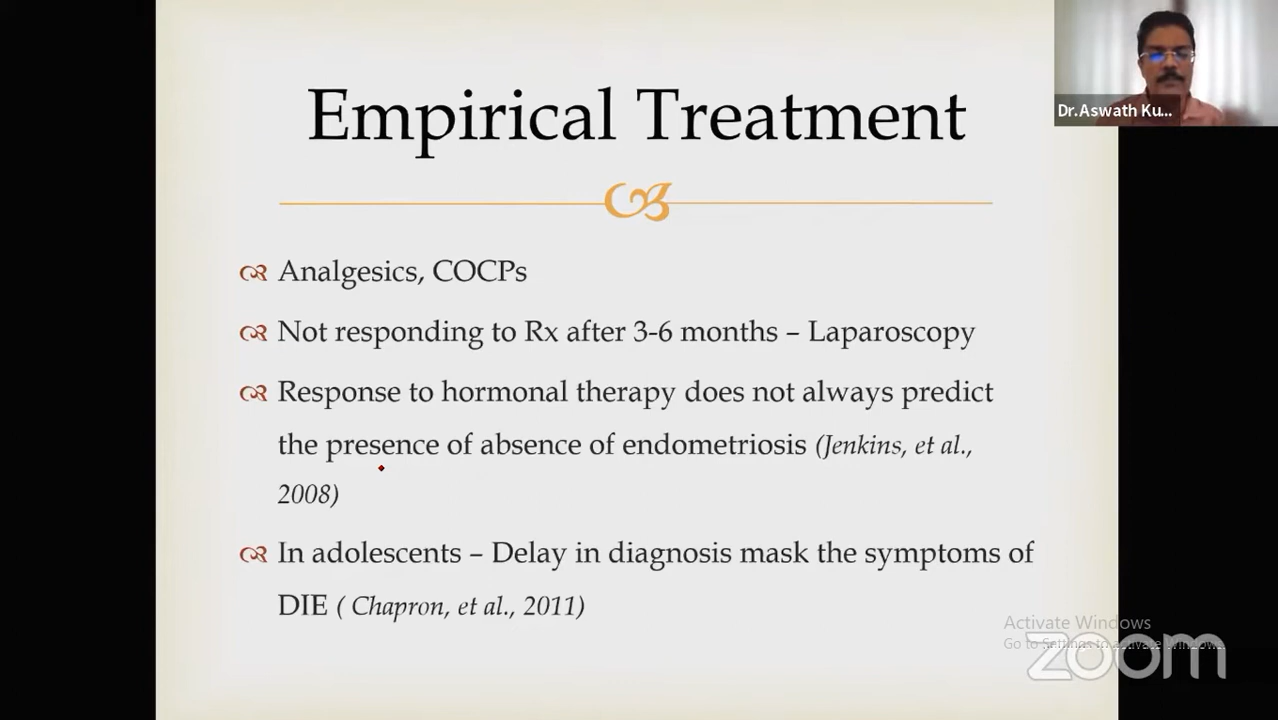 Empirical Treatment
Dr.Aswath Ku...
Analgesics, COCPs
Not responding to Rx after 3-6 months – Laparoscopy
Response to hormonal therapy does not always predict
the presence of absence of endometriosis (Jenkins, et al.,
2008)
In adolescents – Delay in diagnosis mask the symptoms of
DIE ( Chapron, et al., 2011)
Activate Windows
Go to Settings to activate Windows.
zoom